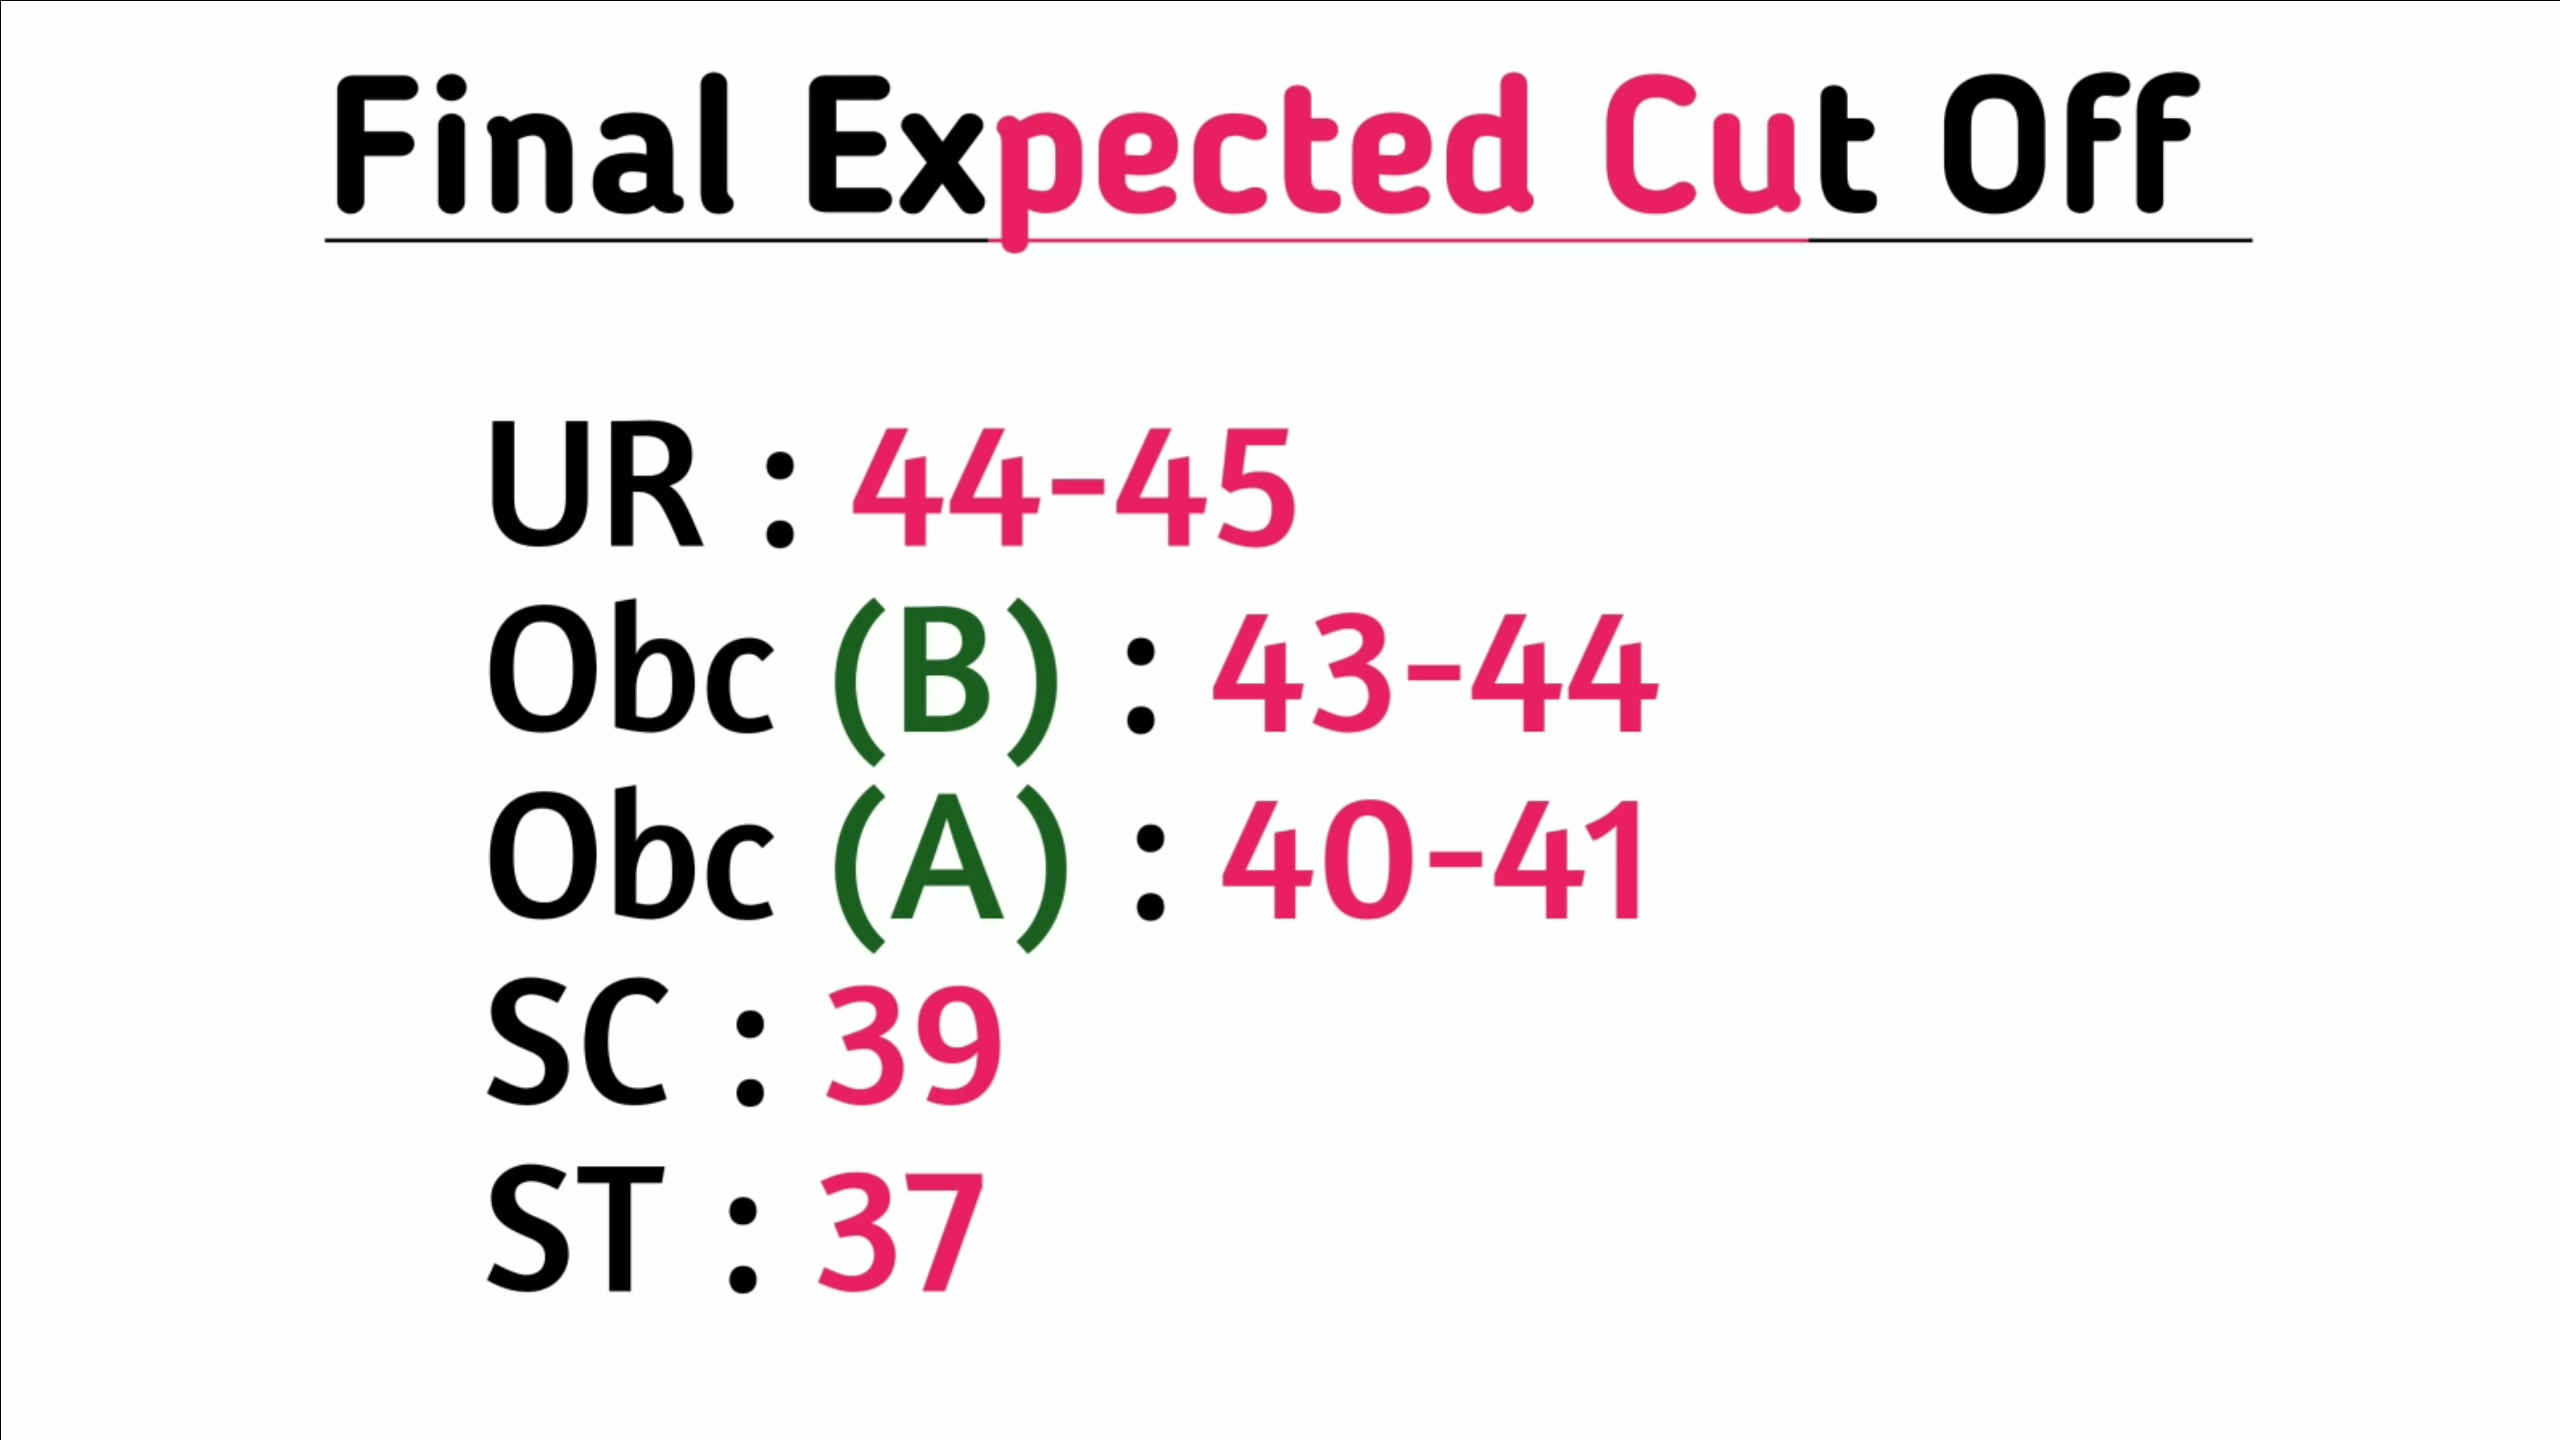 Final Expected Cut Off
UR : 44-45
Obc (B) : 43-44
Obc (A) : 40-41
SC : 39
ST : 37